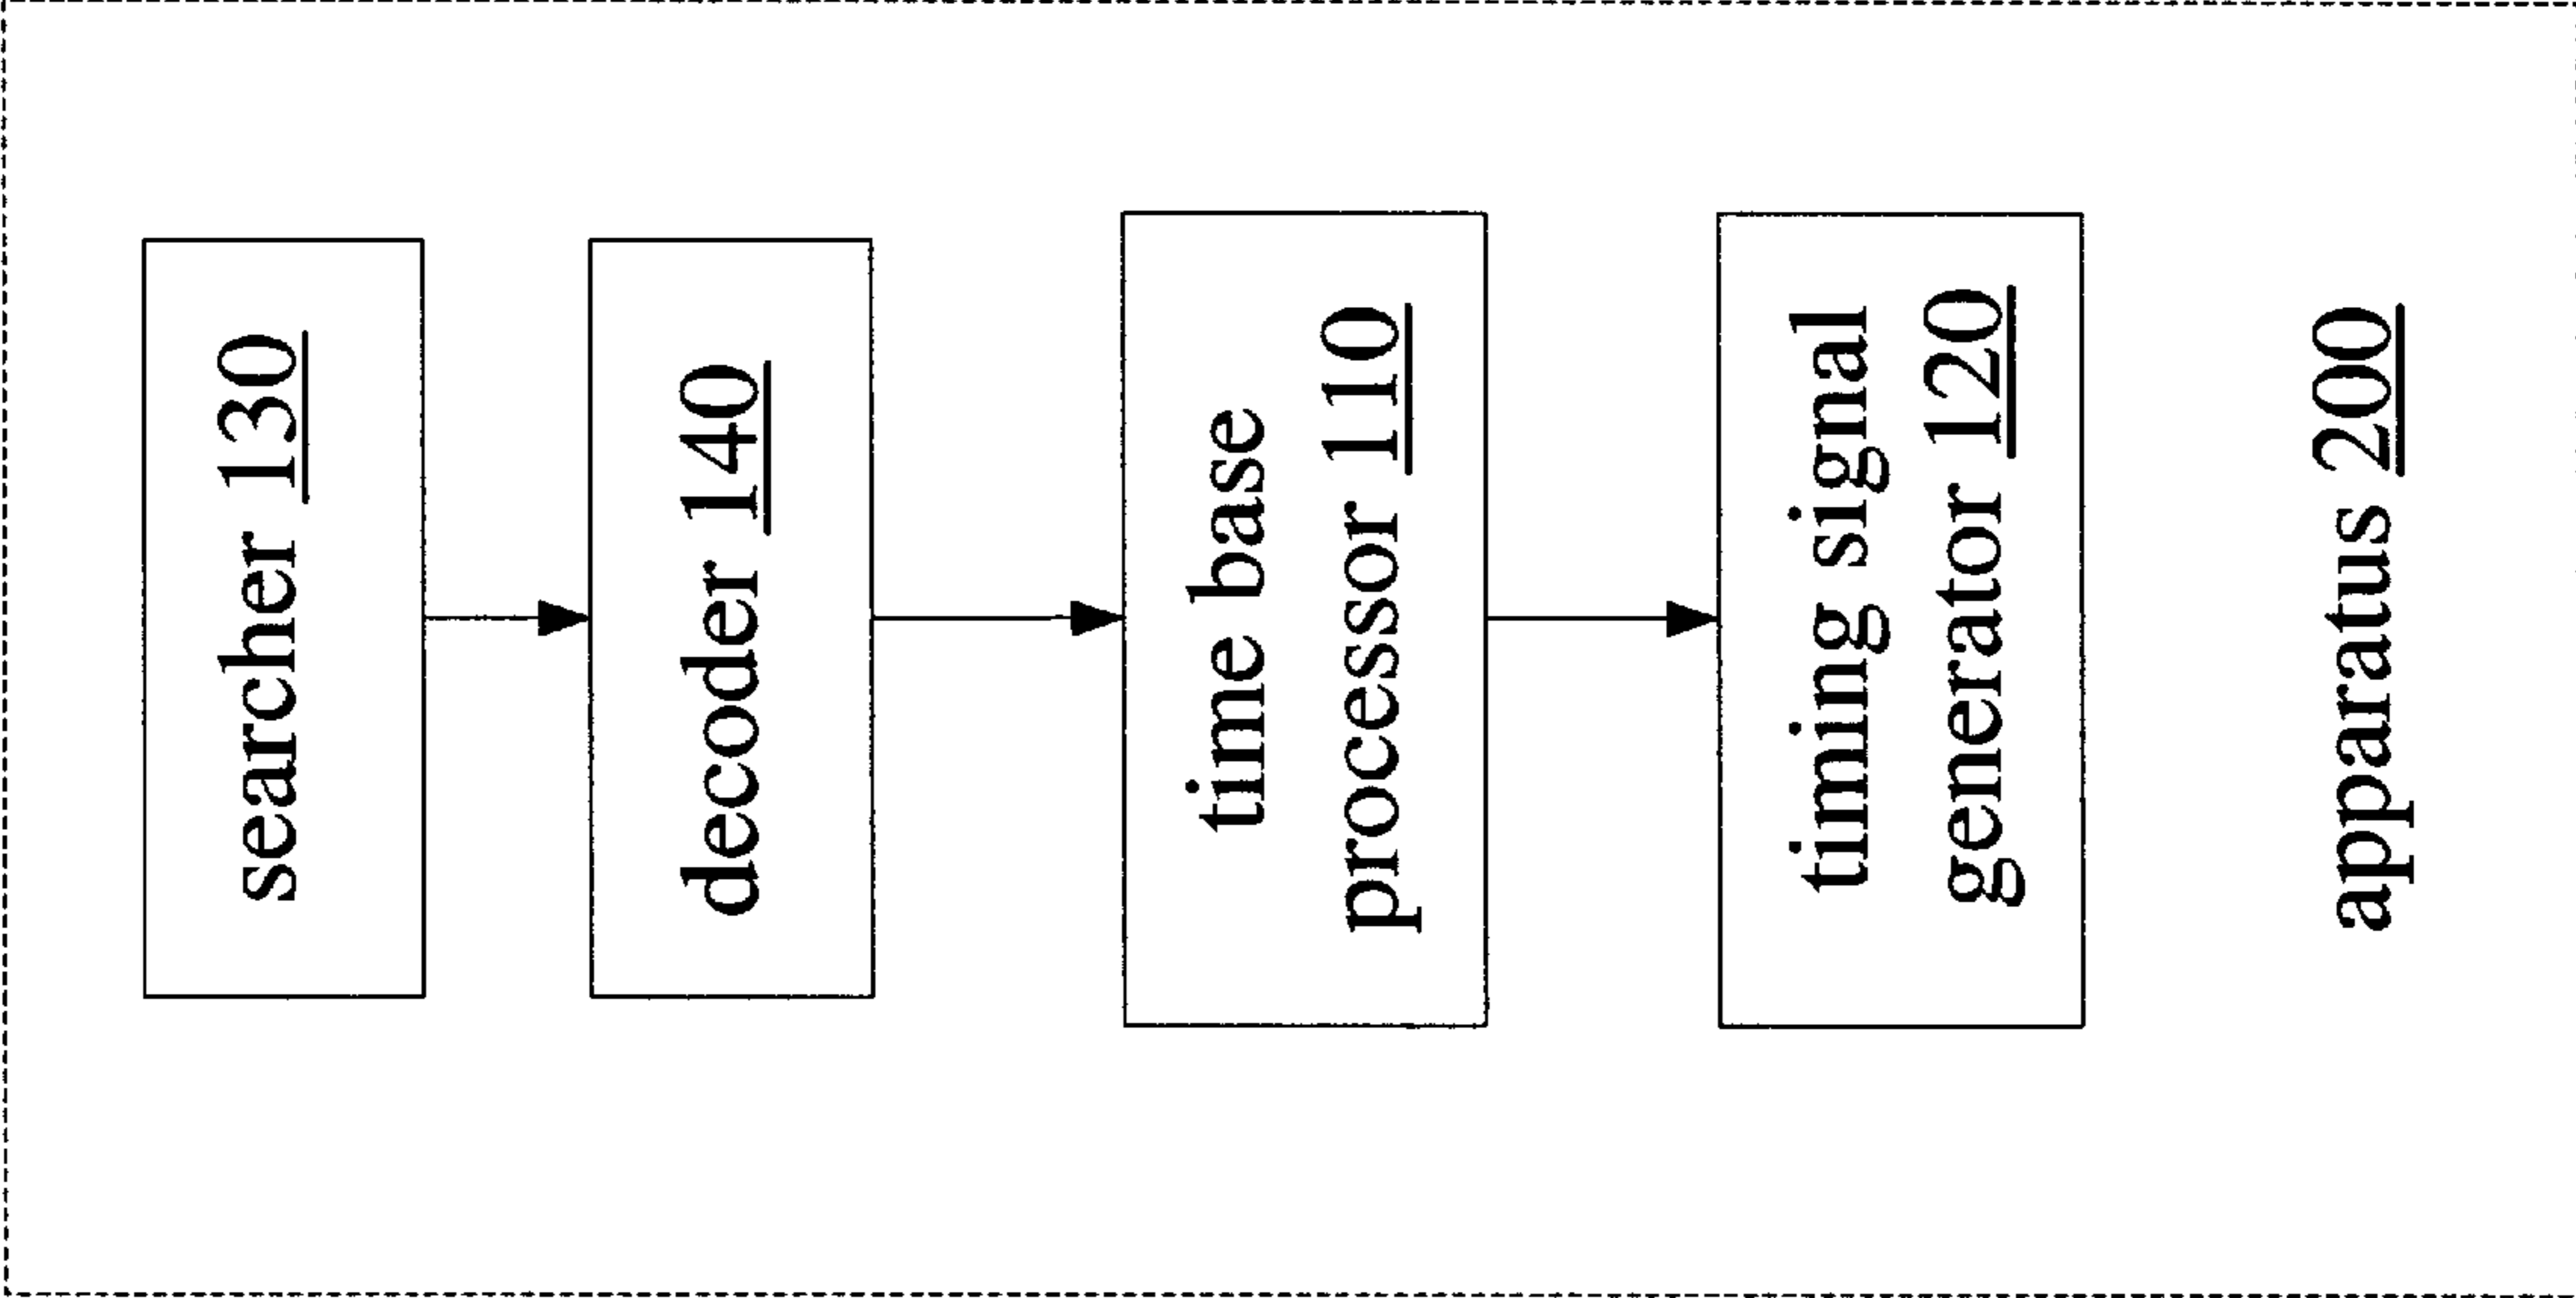 searcher 130
decoder 140
time base
processor 110
timing signal
generator 120
apparatus 200